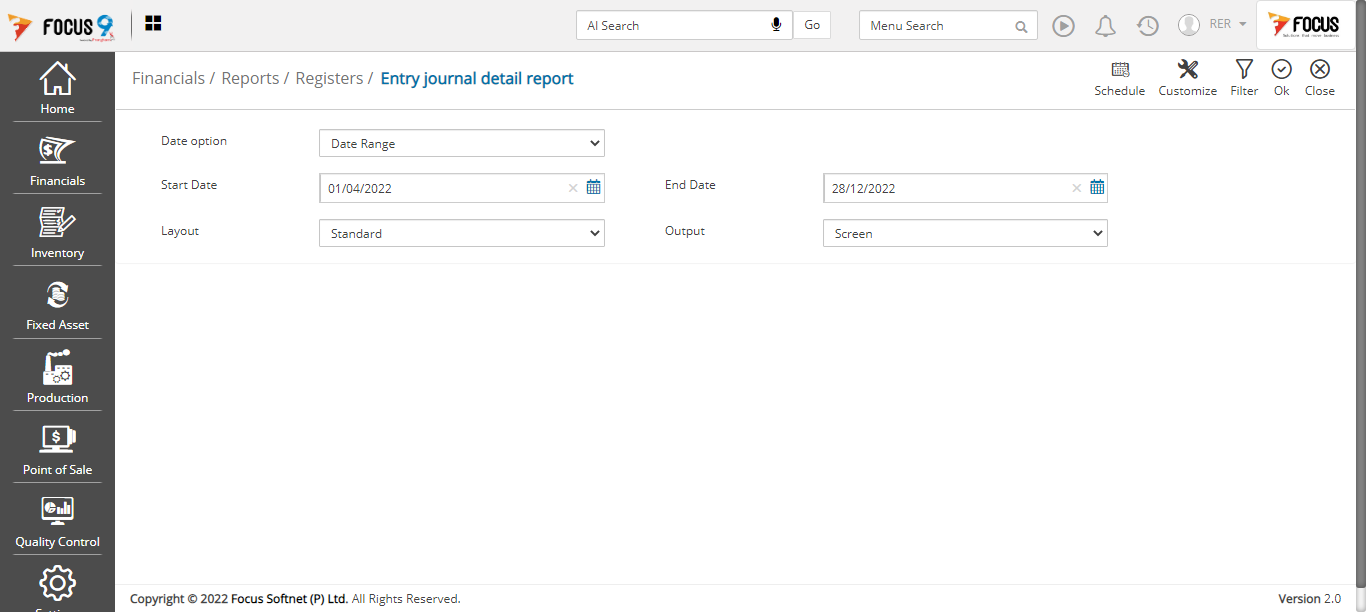 FOCUS 9
AI Search
Go
Menu Search
RER
FOCUS
Home
Financials
Inventory
Fixed Asset
Production
Point of Sale
Quality Control
Financials / Reports / Registers / Entry journal detail report
Schedule
Customize
Filter
Ok
Close
Date option
Date Range
Start Date
01/04/2022
End Date
28/12/2022
Layout
Standard
Output
Screen
Copyright © 2022 Focus Softnet (P) Ltd. All Rights Reserved.
Version 2.0